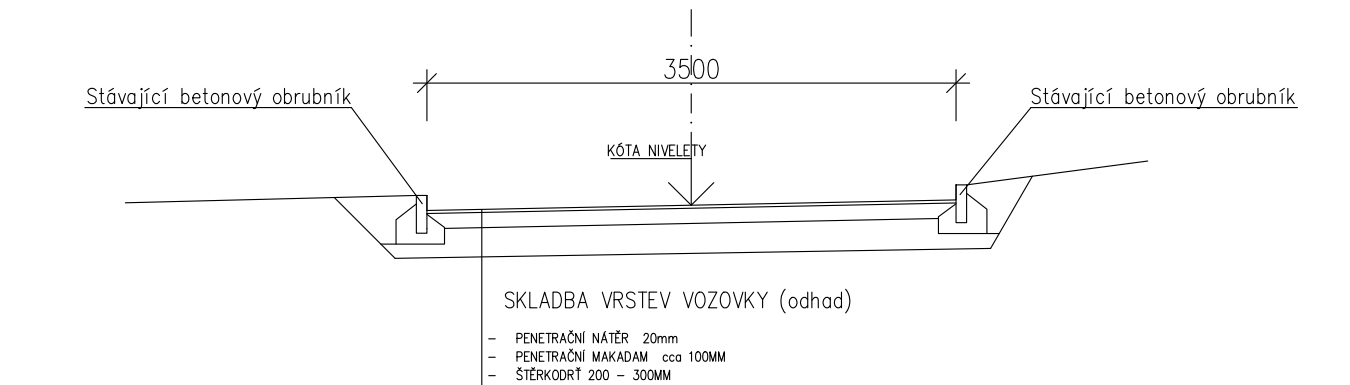 3500
Stávající betonový obrubník
Stávající betonový obrubník
KÓTA NIVELETY
SKLADBA VRSTEV VOZOVKY (odhad)
- PENETRAČNÍ NÁTĚR 20mm
- PENETRAČNÍ MAKADAM cca 100MM
- ŠTĚRKODRŤ 200 - 300MM